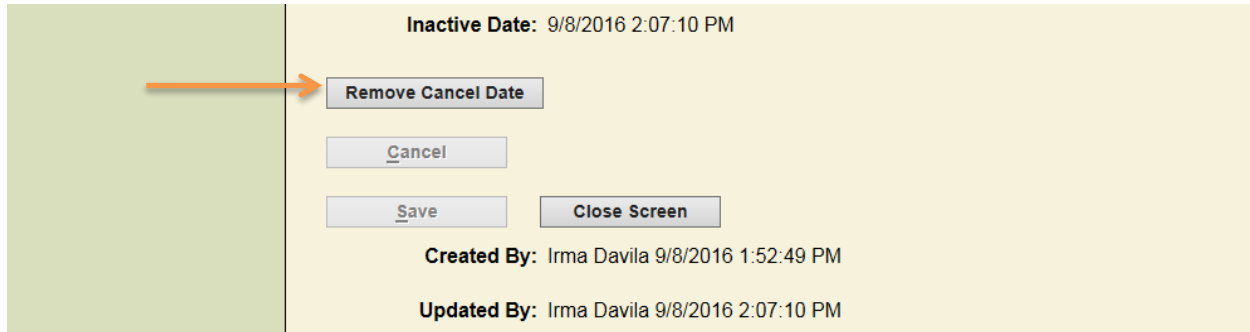 Inactive Date: 9/8/2016 2:07:10 PM
Remove Cancel Date
Cancel
Save Close Screen
Created By: Irma Davila 9/8/2016 1:52:49 PM
Updated By: Irma Davila 9/8/2016 2:07:10 PM